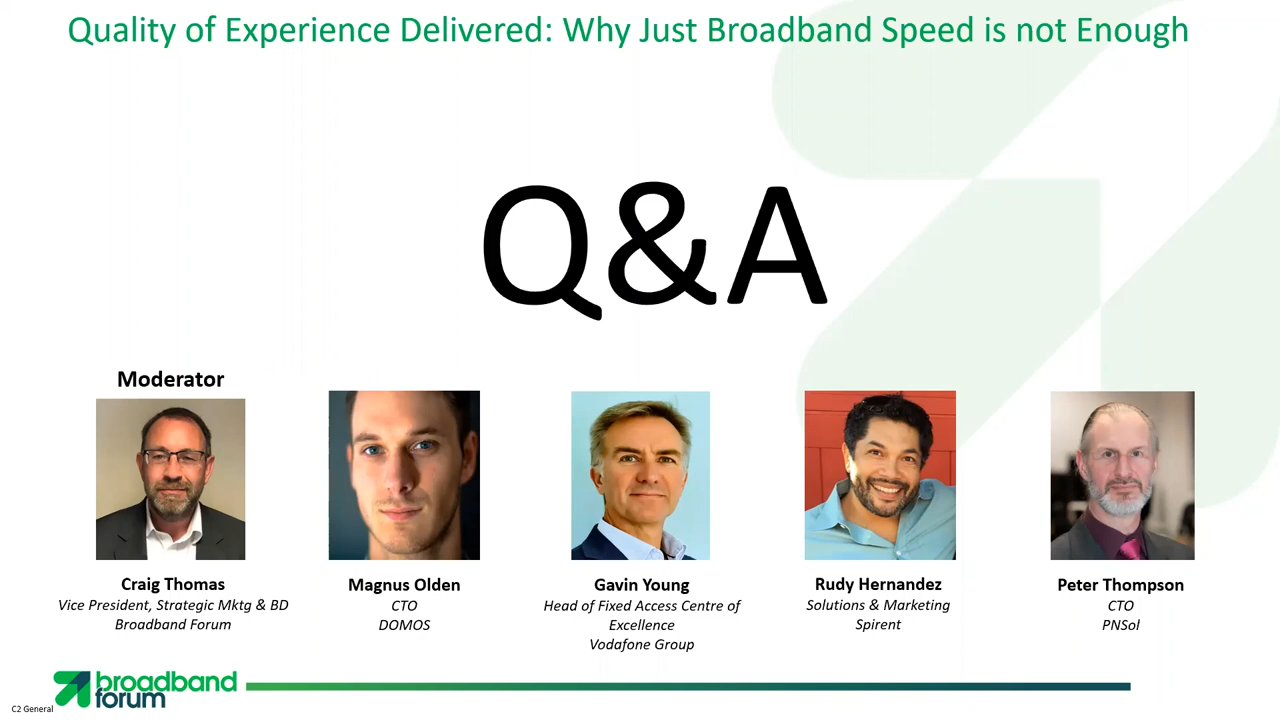 Quality of Experience Delivered: Why Just Broadband Speed is not Enough
Q&A
Moderator
Craig Thomas
Vice President, Strategic Mktg & BD
Broadband Forum
Magnus Olden
CTO
DOMOS
Gavin Young
Head of Fixed Access Centre of
Excellence
Vodafone Group
Rudy Hernandez
Solutions & Marketing
Spirent
Peter Thompson
CTO
PNSol
broadband
forum
C2 General